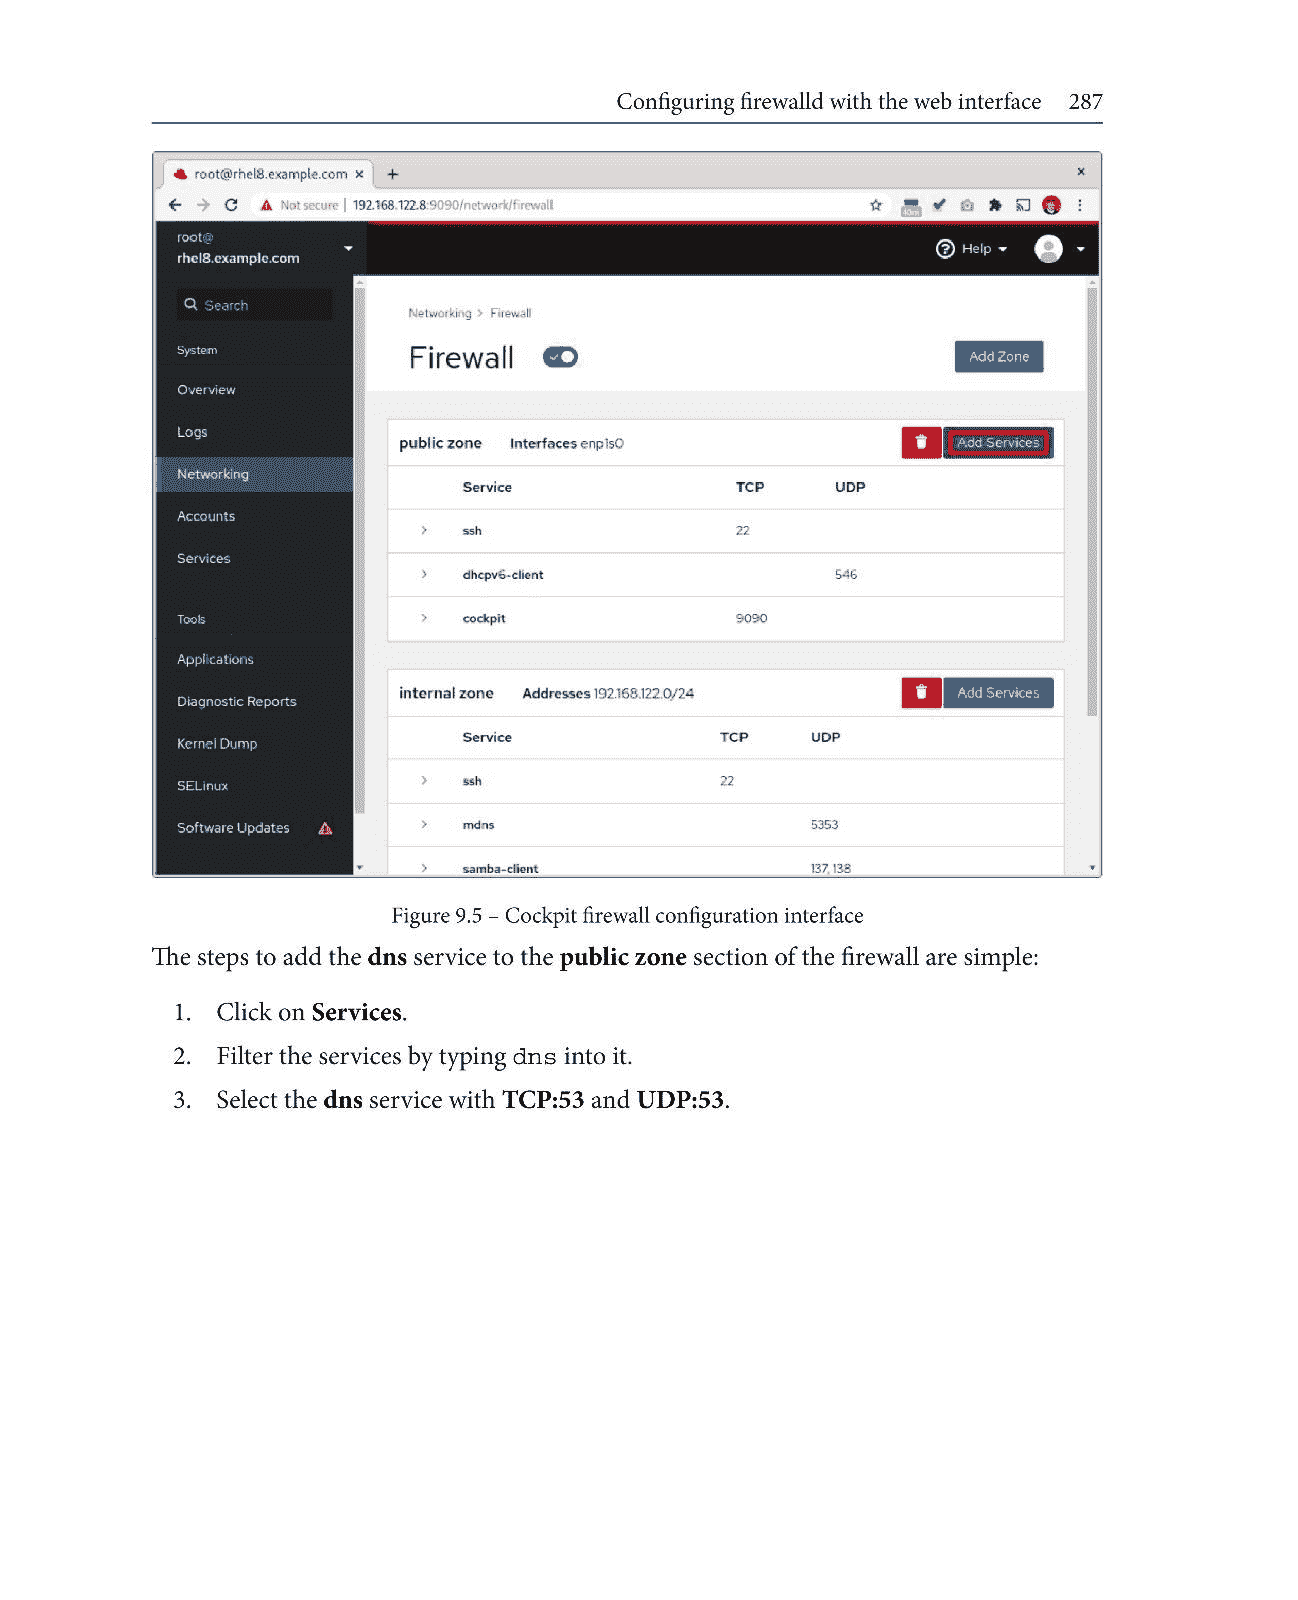 Configuring firewalld with the web interface 287
root@rhel8.example.com × +
Not secure | 192.168.122.8:9090/network/firewall
root@
rhel8.example.com
Help
Search
Networking > Firewall
System
Firewall
Add Zone
Overview
Logs
public zone Interfaces enp1s0
Add Services
Networking
Service TCP UDP
Accounts
ssh 22
Services
dhcpv6-client 546
Tools
cockpit 9090
Applications
internal zone Addresses 192.168.122.0/24
Add Services
Diagnostic Reports
Service TCP UDP
Kernel Dump
ssh 22
SELinux
Software Updates
mdns 5353
samba-client 137, 138
Figure 9.5 – Cockpit firewall configuration interface
The steps to add the dns service to the public zone section of the firewall are simple:
1. Click on Services.
2. Filter the services by typing dns into it.
3. Select the dns service with TCP:53 and UDP:53.